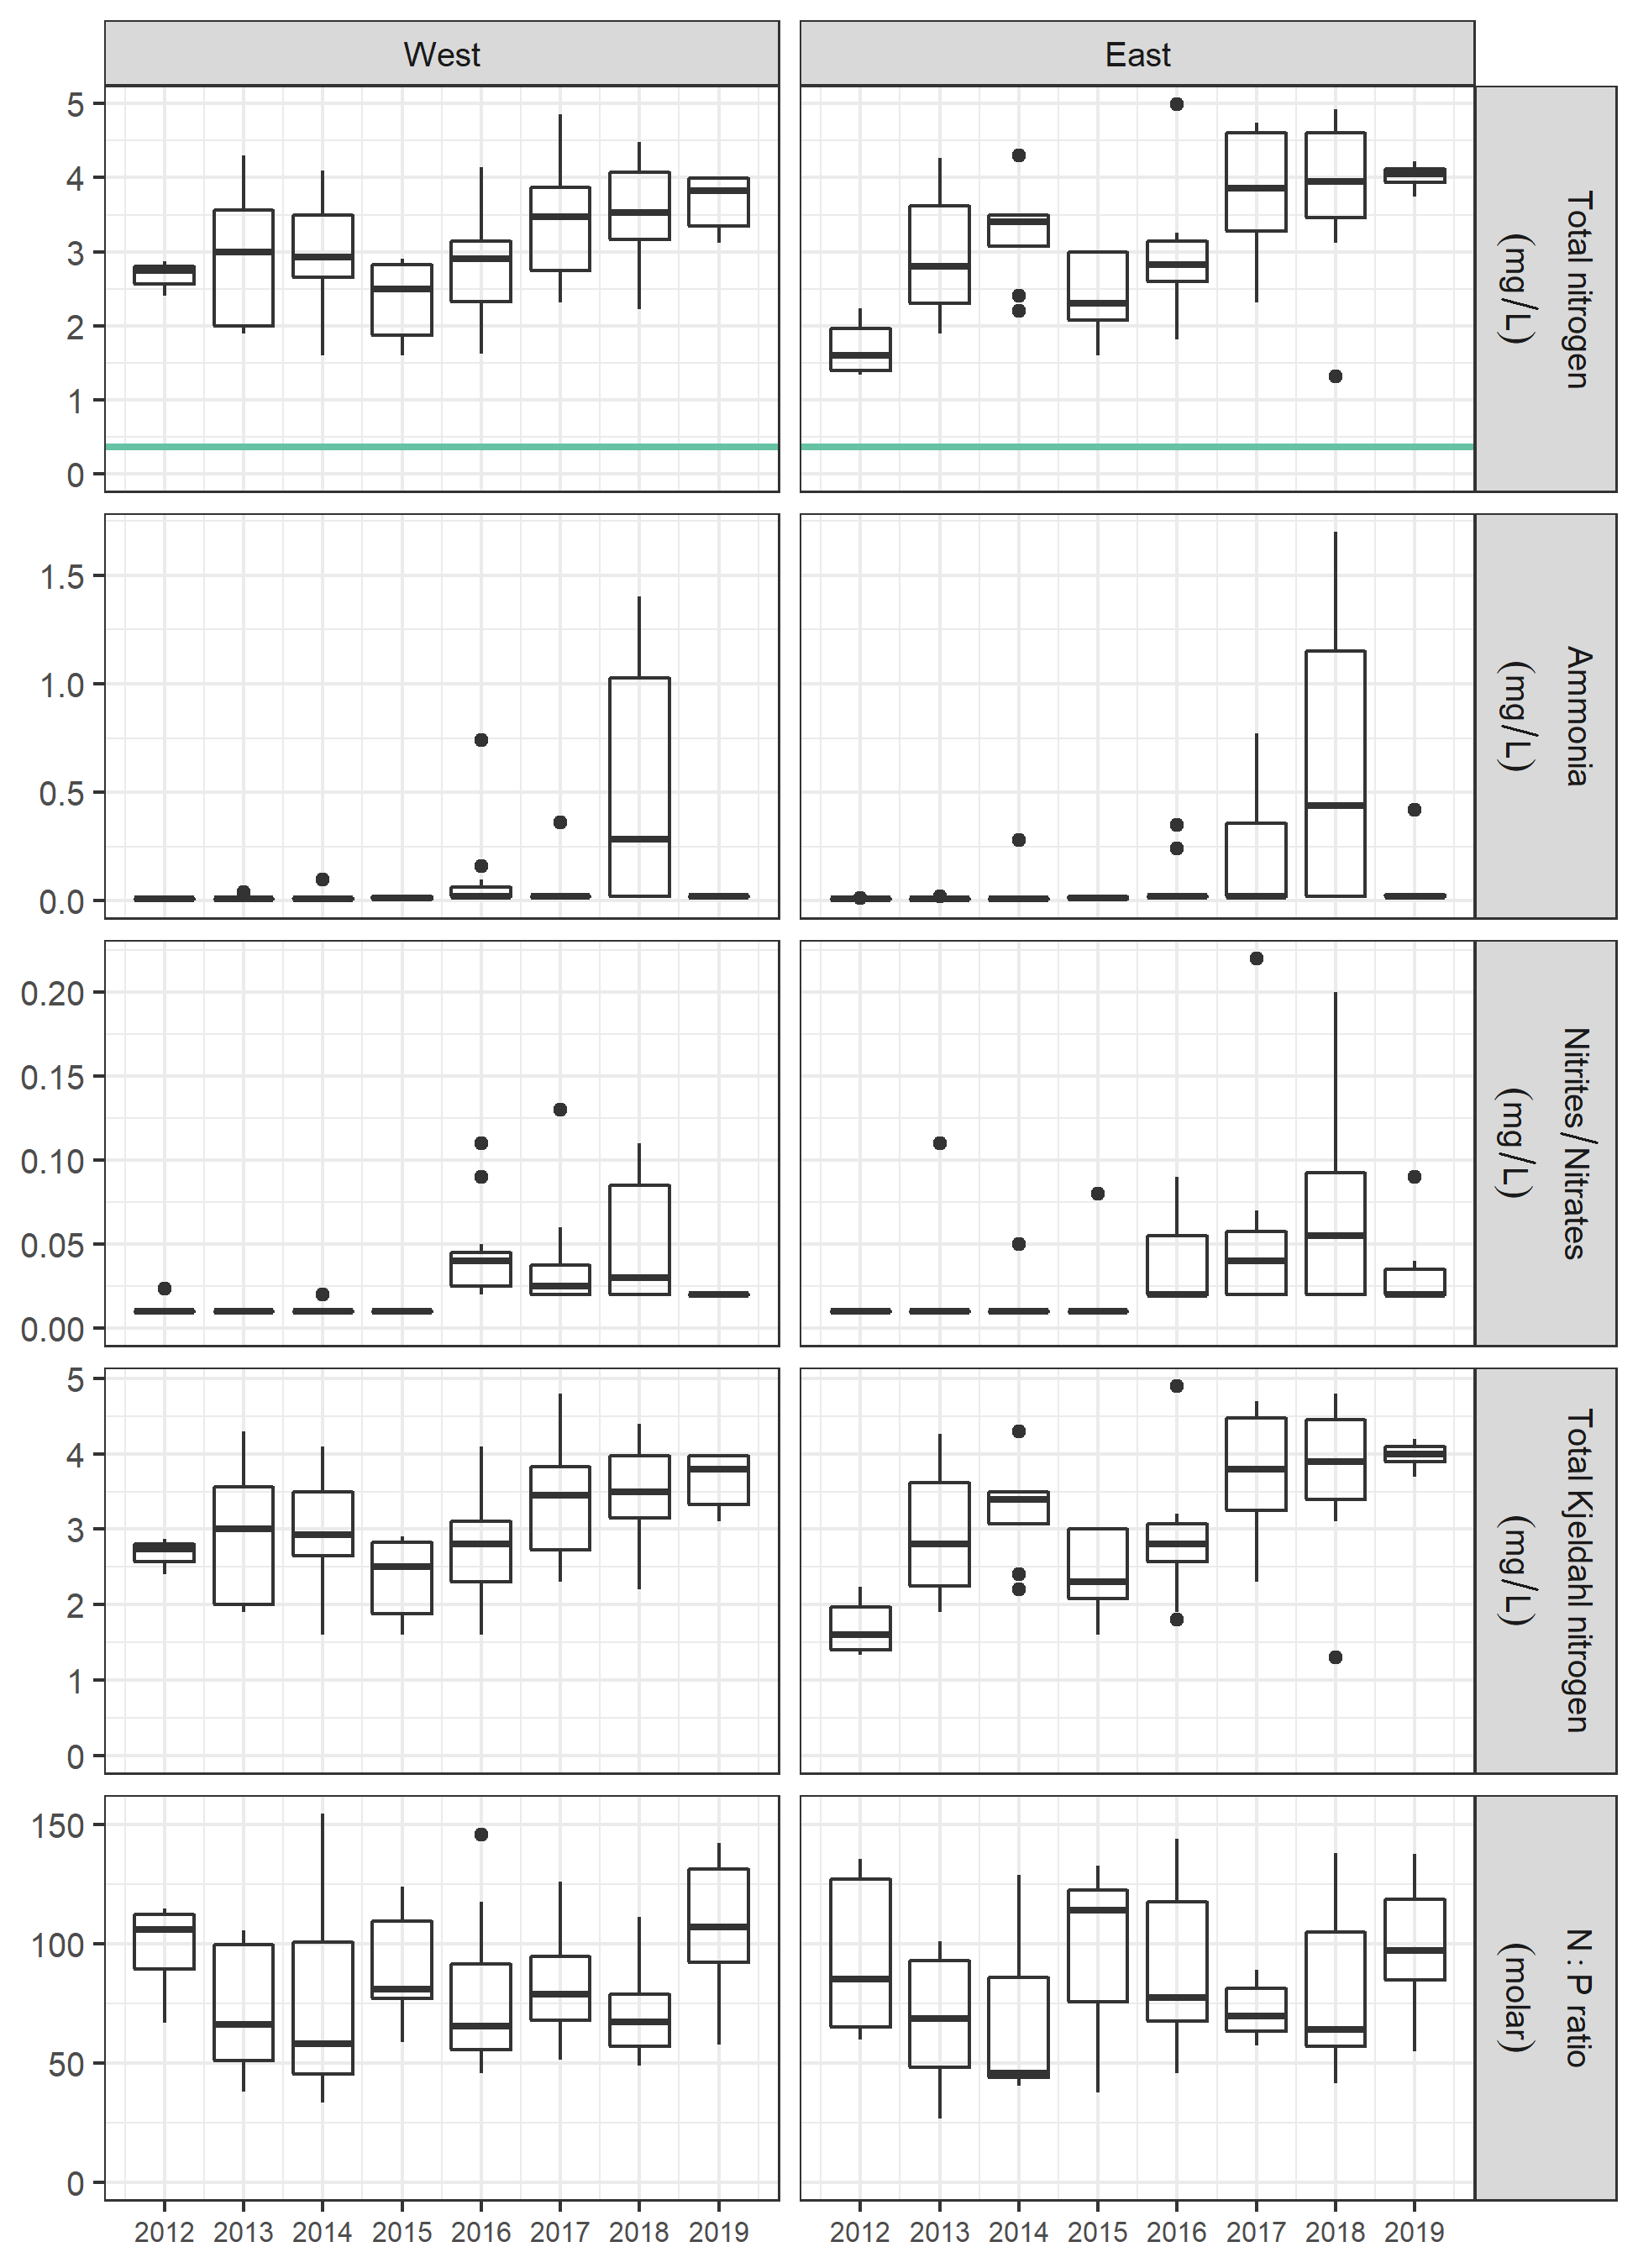 West
East
5
4
3
2
1
0
Total nitrogen
(mg/L)
1.5
1.0
0.5
0.0
Ammonia
(mg/L)
0.20
0.15
0.10
0.05
0.00
Nitrites/Nitrates
(mg/L)
5
4
3
2
1
0
Total Kjeldahl nitrogen
(mg/L)
150
100
50
0
N : P ratio
(molar)
2012 2013 2014 2015 2016 2017 2018 2019
2012 2013 2014 2015 2016 2017 2018 2019